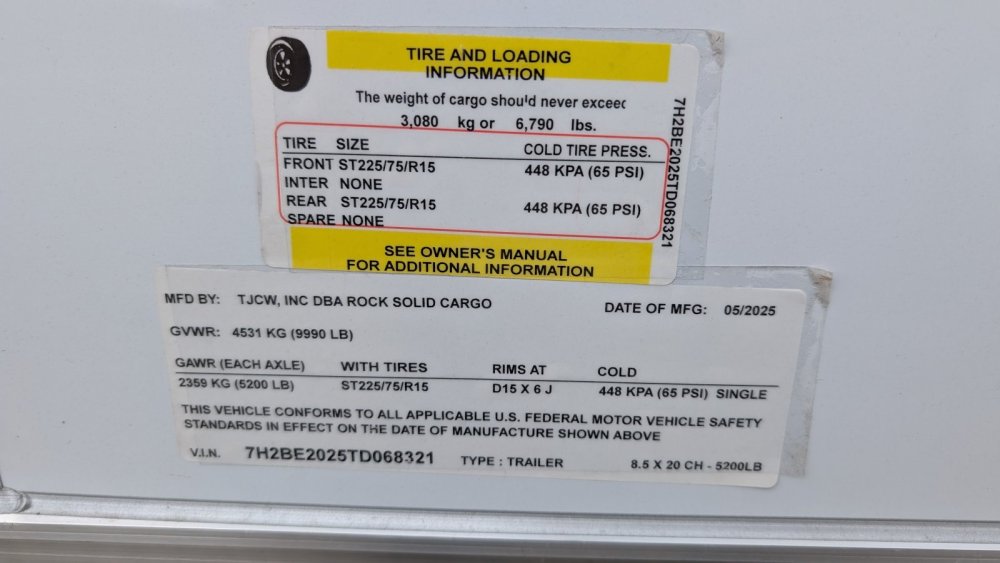 TIRE AND LOADING
INFORMATION
The weight of cargo should never exceed
3,080 kg or 6,790 lbs.
TIRE SIZE COLD TIRE PRESS.
FRONT ST225/75/R15 448 KPA (65 PSI)
INTER NONE
REAR ST225/75/R15 448 KPA (65 PSI)
SPARE NONE
SEE OWNER'S MANUAL
FOR ADDITIONAL INFORMATION
7H2BE2025TD068321
MFD BY: TJCW, INC DBA ROCK SOLID CARGO DATE OF MFG: 05/2025
GVWR: 4531 KG (9990 LB)
GAWR (EACH AXLE) WITH TIRES RIMS AT COLD
2359 KG (5200 LB) ST225/75/R15 D15 X 6 J 448 KPA (65 PSI) SINGLE
THIS VEHICLE CONFORMS TO ALL APPLICABLE U.S. FEDERAL MOTOR VEHICLE SAFETY
STANDARDS IN EFFECT ON THE DATE OF MANUFACTURE SHOWN ABOVE
V.I.N. 7H2BE2025TD068321 TYPE : TRAILER 8.5 X 20 CH - 5200LB